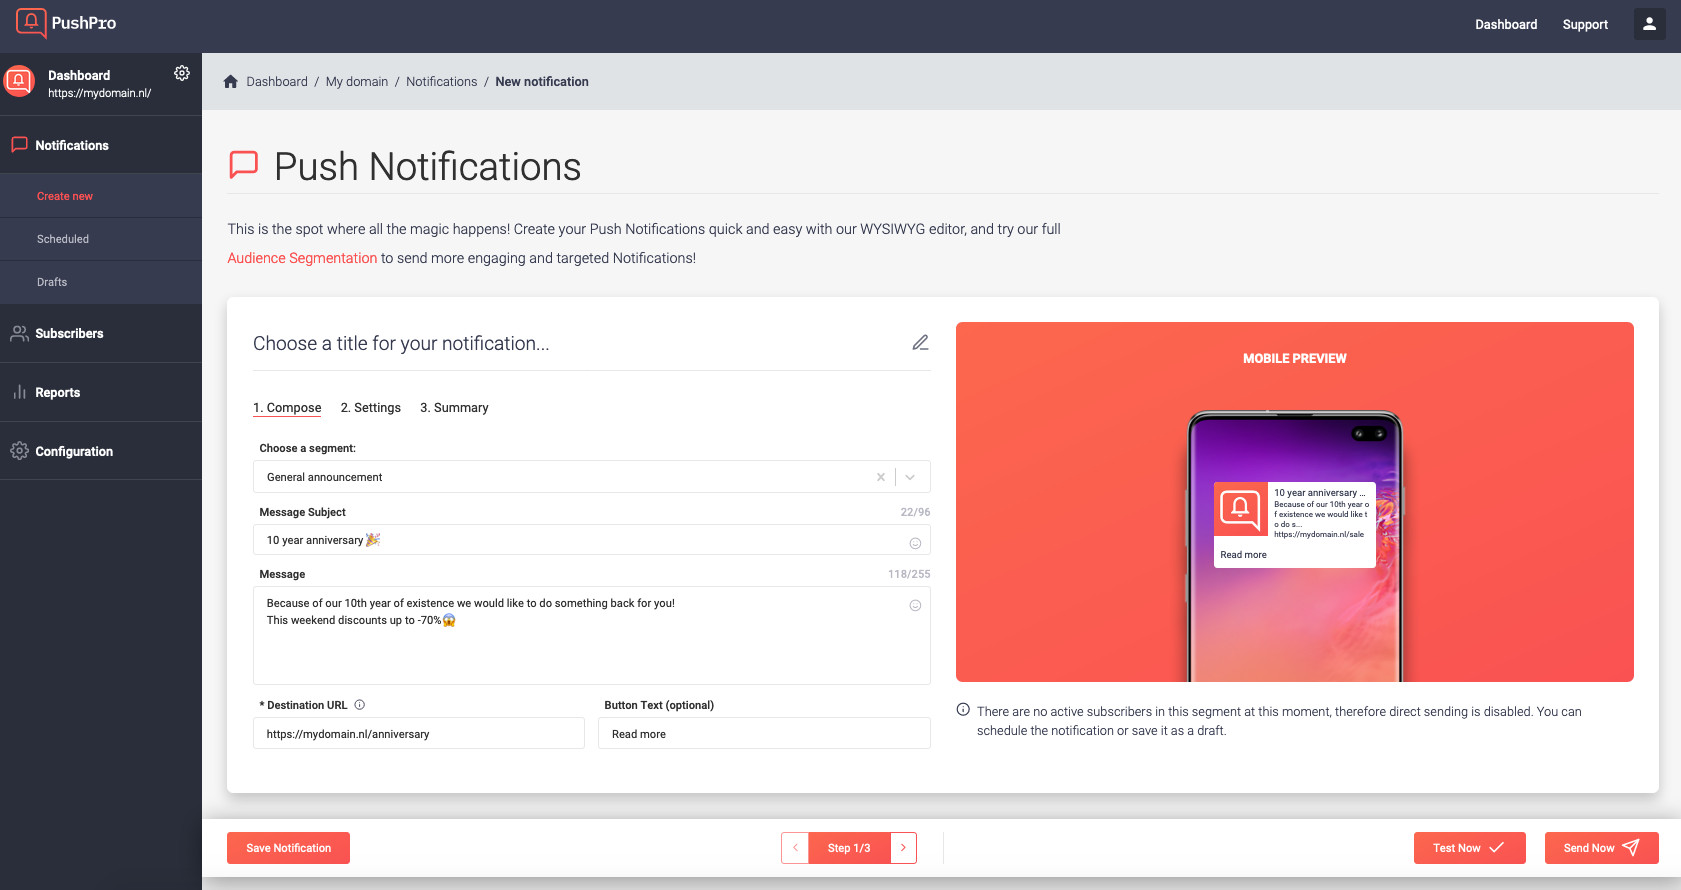 PushPro
Dashboard
Support
Dashboard
https://mydomain.nl/
Notifications
Create new
Scheduled
Drafts
Subscribers
Reports
Configuration
Dashboard / My domain / Notifications / New notification
Push Notifications
This is the spot where all the magic happens! Create your Push Notifications quick and easy with our WYSIWYG editor, and try our full
Audience Segmentation to send more engaging and targeted Notifications!
Choose a title for your notification...
1. Compose 2. Settings 3. Summary
Choose a segment:
General announcement
Message Subject 22/96
10 year anniversary 🎉
Message 118/255
Because of our 10th year of existence we would like to do something back for you!
This weekend discounts up to -70%😱
* Destination URL
https://mydomain.nl/anniversary
Button Text (optional)
Read more
MOBILE PREVIEW
10 year anniversary ...
Because of our 10th year o
f existence we would like t
o do s...
https://mydomain.nl/sale
Read more
There are no active subscribers in this segment at this moment, therefore direct sending is disabled. You can
schedule the notification or save it as a draft.
Save Notification
Step 1/3
Test Now
Send Now